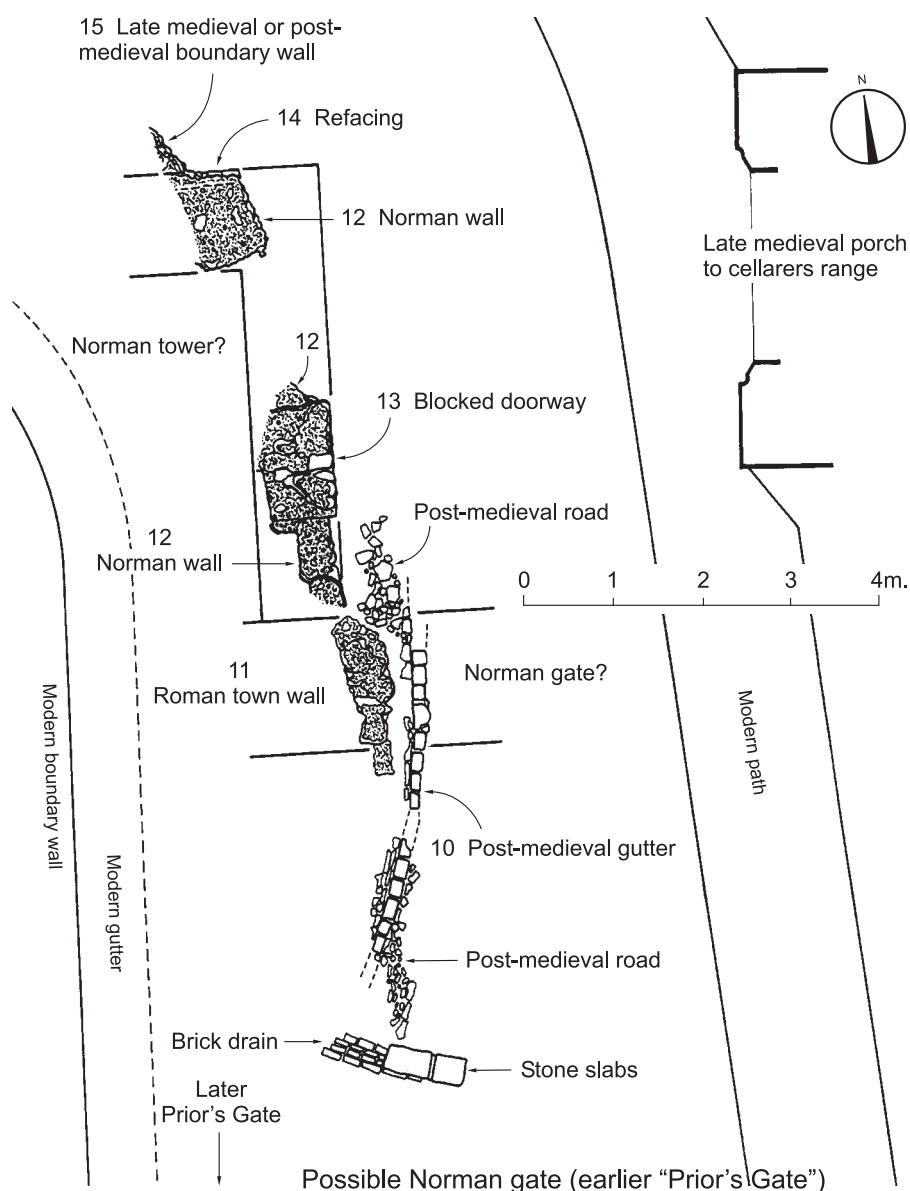 15 Late medieval or post-
medieval boundary wall
14 Refacing
N
12 Norman wall
Late medieval porch
to cellarers range
Norman tower?
12
13 Blocked doorway
Post-medieval road
12
Norman wall
0 1 2 3 4m.
11
Roman town wall
Norman gate?
Modern boundary wall
Modern gutter
Modern path
10 Post-medieval gutter
Post-medieval road
Brick drain
Stone slabs
Later
Prior's Gate
Possible Norman gate (earlier “Prior's Gate”)